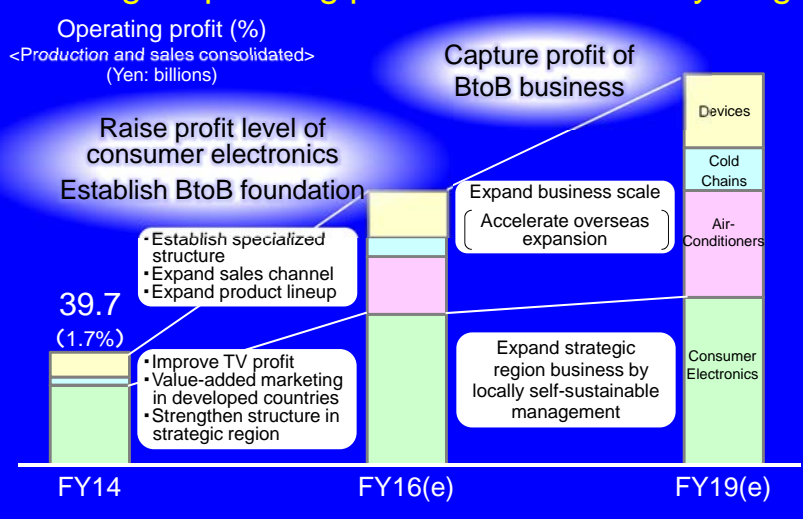 Operating profit (%)
<Production and sales consolidated>
(Yen: billions)
Capture profit of
BtoB business
Raise profit level of
consumer electronics
Establish BtoB foundation
・Establish specialized
structure
・Expand sales channel
・Expand product lineup
Expand business scale
Accelerate overseas
expansion
Devices
Cold
Chains
Air-
Conditioners
Consumer
Electronics
39.7
(1.7%)
・Improve TV profit
・Value-added marketing
in developed countries
・Strengthen structure in
strategic region
Expand strategic
region business by
locally self-sustainable
management
FY14
FY16(e)
FY19(e)